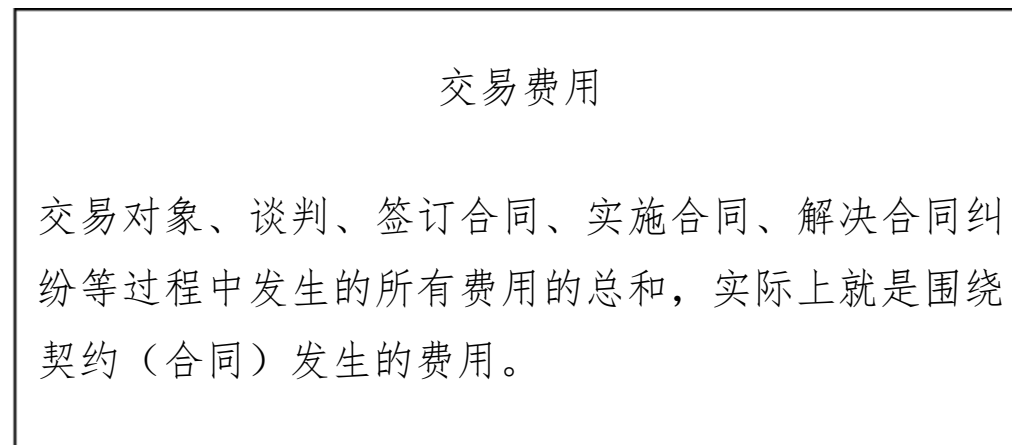 交易费用
交易对象、谈判、签订合同、实施合同、解决合同纠
纷等过程中发生的所有费用的总和，实际上就是围绕
契约（合同）发生的费用。